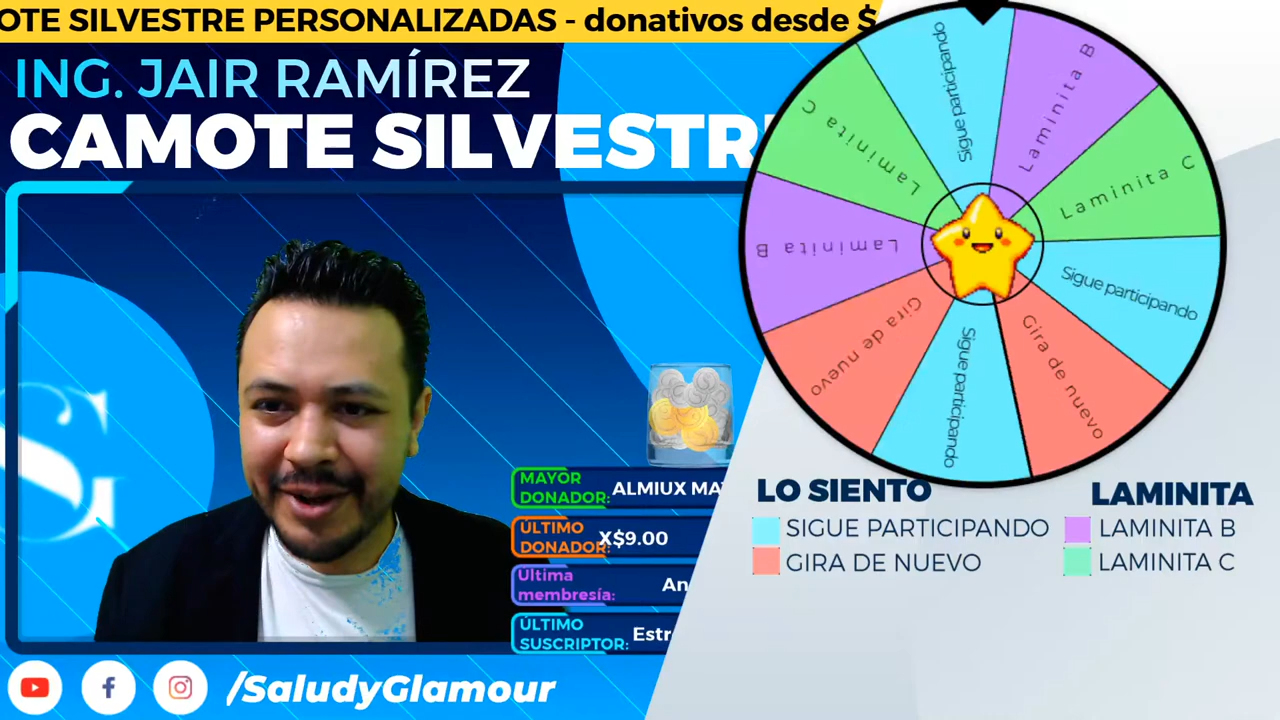 OTE SILVESTRE PERSONALIZADAS - donativos desde $
ING. JAIR RAMÍREZ
CAMOTE SILVESTR
Sigue participando
Laminita B
Laminita C
Sigue participando
Gira de nuevo
Sigue participando
Gira de nuevo
Laminita B
Laminita C
S
MAYOR
DONADOR: ALMIUX MA
ÚLTIMO
DONADOR: X$9.00
Última
membresía: An
ÚLTIMO
SUSCRIPTOR: Estr
LO SIENTO
SIGUE PARTICIPANDO
GIRA DE NUEVO
LAMINITA
LAMINITA B
LAMINITA C
/SaludyGlamour